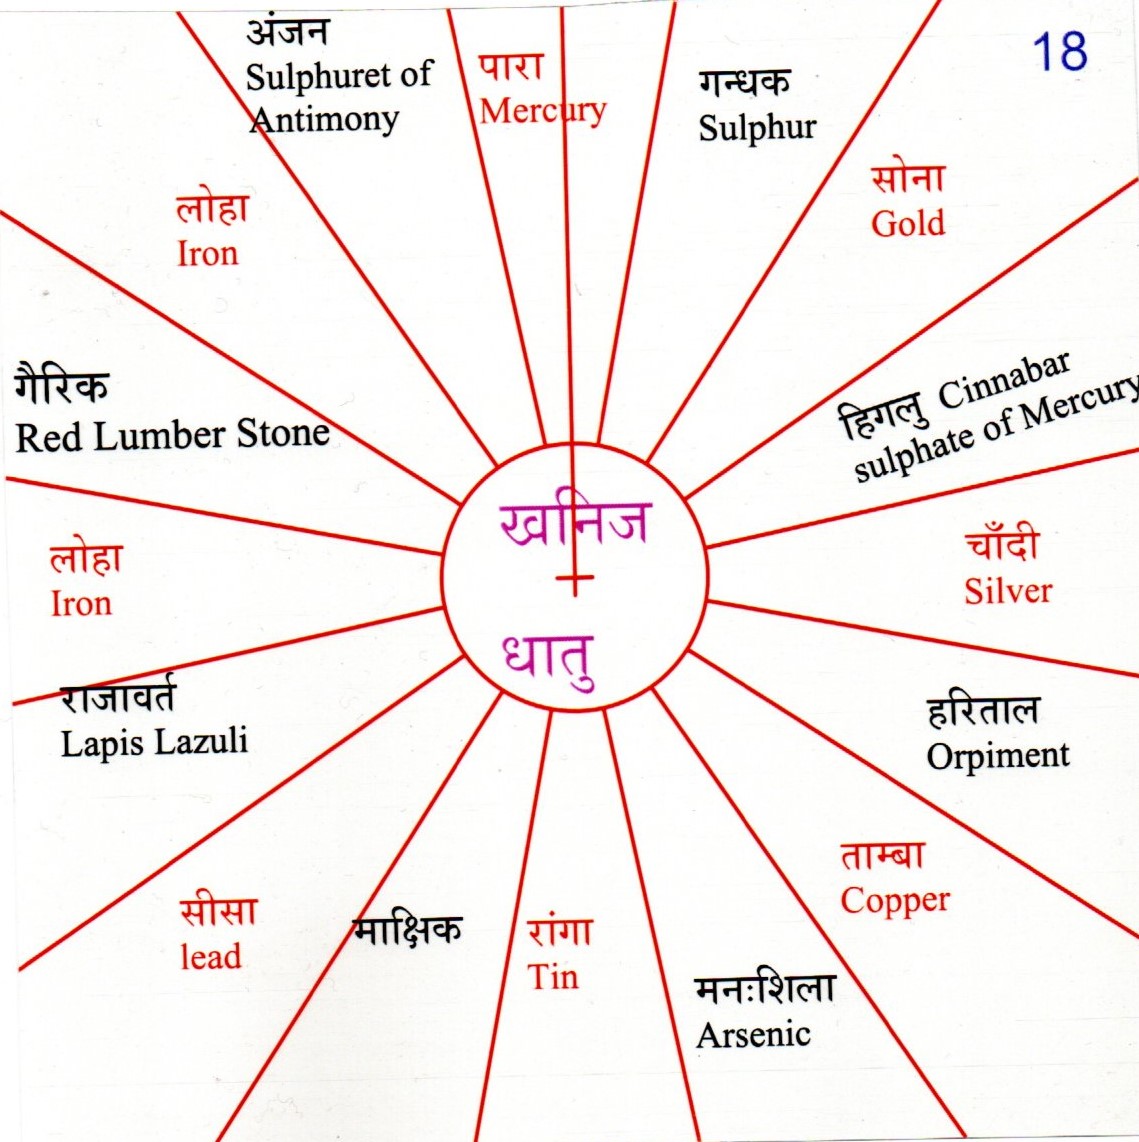 18
अंजन
Sulphuret of
Antimony
पारा
Mercury
गन्धक
Sulphur
सोना
Gold
हिगलु Cinnabar
sulphate of Mercury
चाँदी
Silver
हरिताल
Orpiment
ताम्बा
Copper
मनःशिला
Arsenic
रांगा
Tin
माक्षिक
सीसा
lead
राजावर्त
Lapis Lazuli
लोहा
Iron
गैरिक
Red Lumber Stone
लोहा
Iron
खनिज
+
धातु